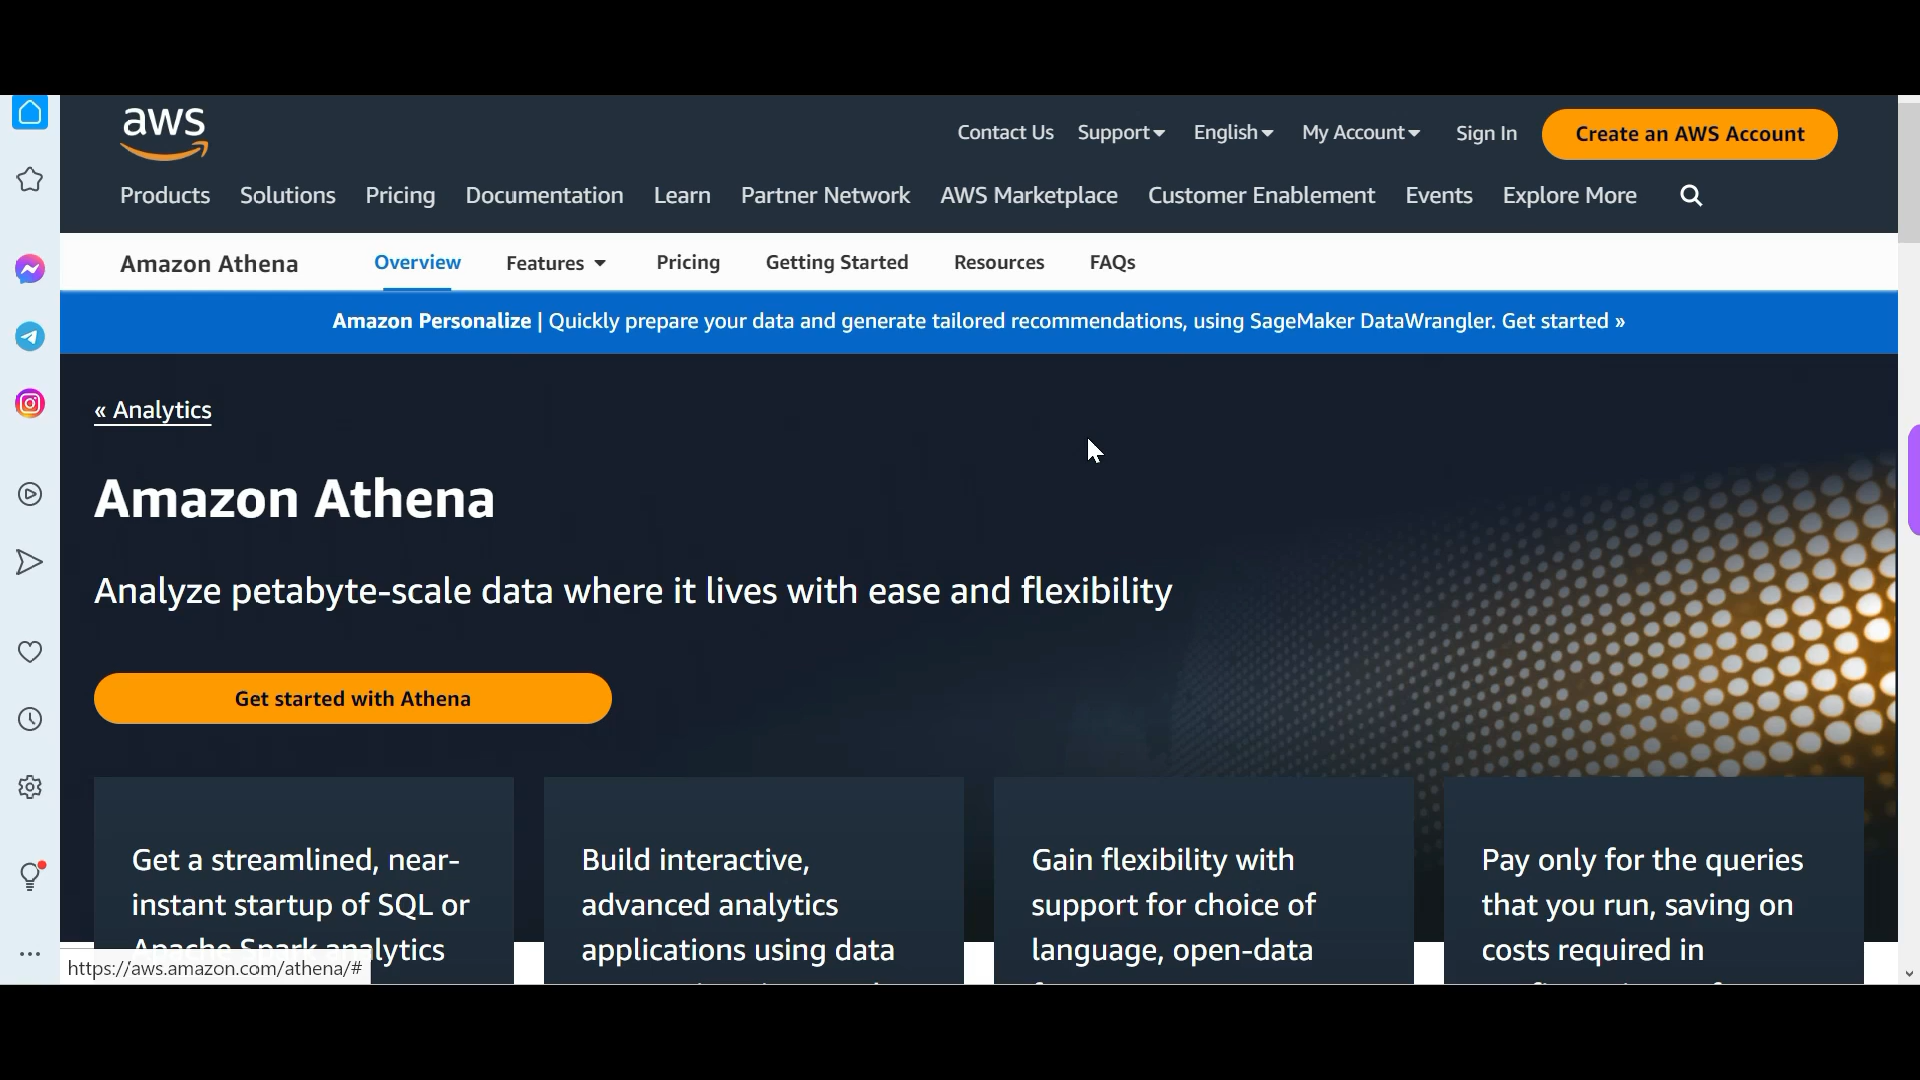 aws
Contact Us Support English My Account Sign In Create an AWS Account
Products Solutions Pricing Documentation Learn Partner Network AWS Marketplace Customer Enablement Events Explore More
Amazon Athena Overview Features Pricing Getting Started Resources FAQs
Amazon Personalize | Quickly prepare your data and generate tailored recommendations, using SageMaker DataWrangler. Get started »
« Analytics
Amazon Athena
Analyze petabyte-scale data where it lives with ease and flexibility
Get started with Athena
Get a streamlined, near-
instant startup of SQL or
Apache Spark analytics
Build interactive,
advanced analytics
applications using data
Gain flexibility with
support for choice of
language, open-data
Pay only for the queries
that you run, saving on
costs required in
https://aws.amazon.com/athena/#